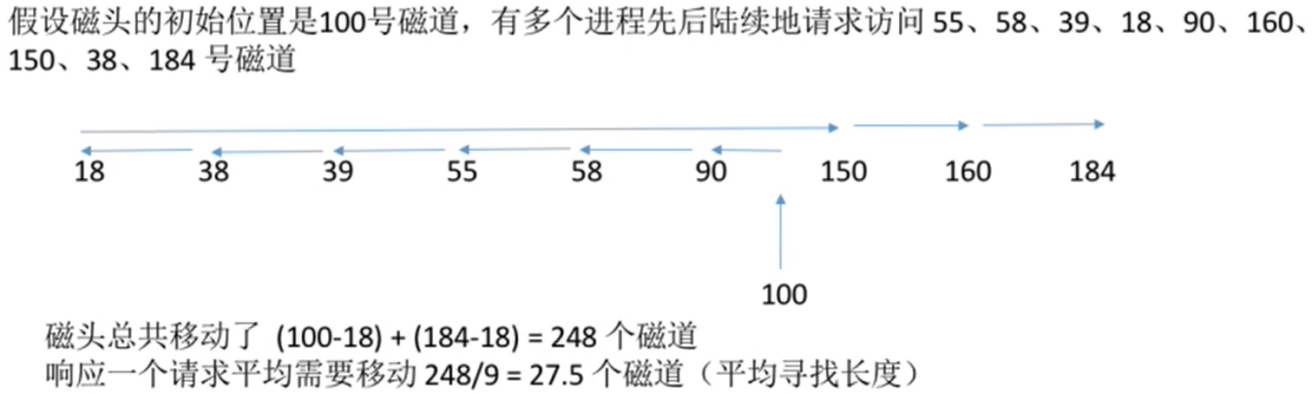 假设磁头的初始位置是100号磁道，有多个进程先后陆续地请求访问 55、58、39、18、90、160、
150、38、184 号磁道
18 38 39 55 58 90 150 160 184
100
磁头总共移动了 (100-18) + (184-18) = 248 个磁道
响应一个请求平均需要移动 248/9 = 27.5 个磁道（平均寻找长度）